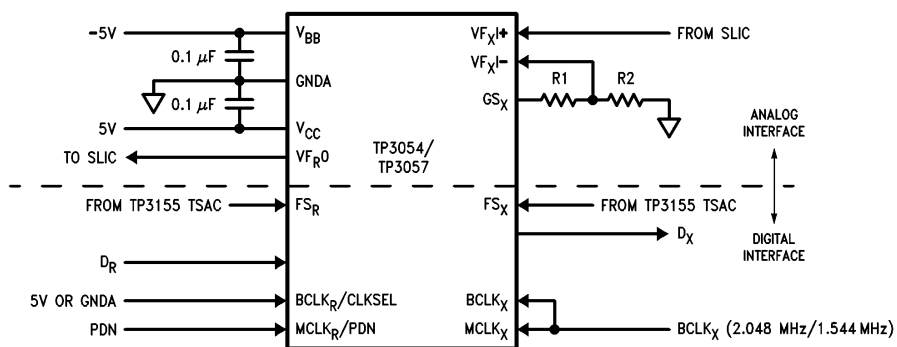 -5V
0.1 μF
0.1 μF
5V
TO SLIC
V_BB
GNDA
V_CC
VF_RO
VF_XI+
VF_XI-
GS_X
FROM SLIC
R1 R2
TP3054/
TP3057
ANALOG
INTERFACE
FROM TP3155 TSAC
FS_R
FS_X
FROM TP3155 TSAC
D_X
DIGITAL
INTERFACE
D_R
5V OR GNDA
BCLK_R/CLKSEL
BCLK_X
PDN
MCLK_R/PDN
MCLK_X
BCLK_X (2.048 MHz/1.544 MHz)